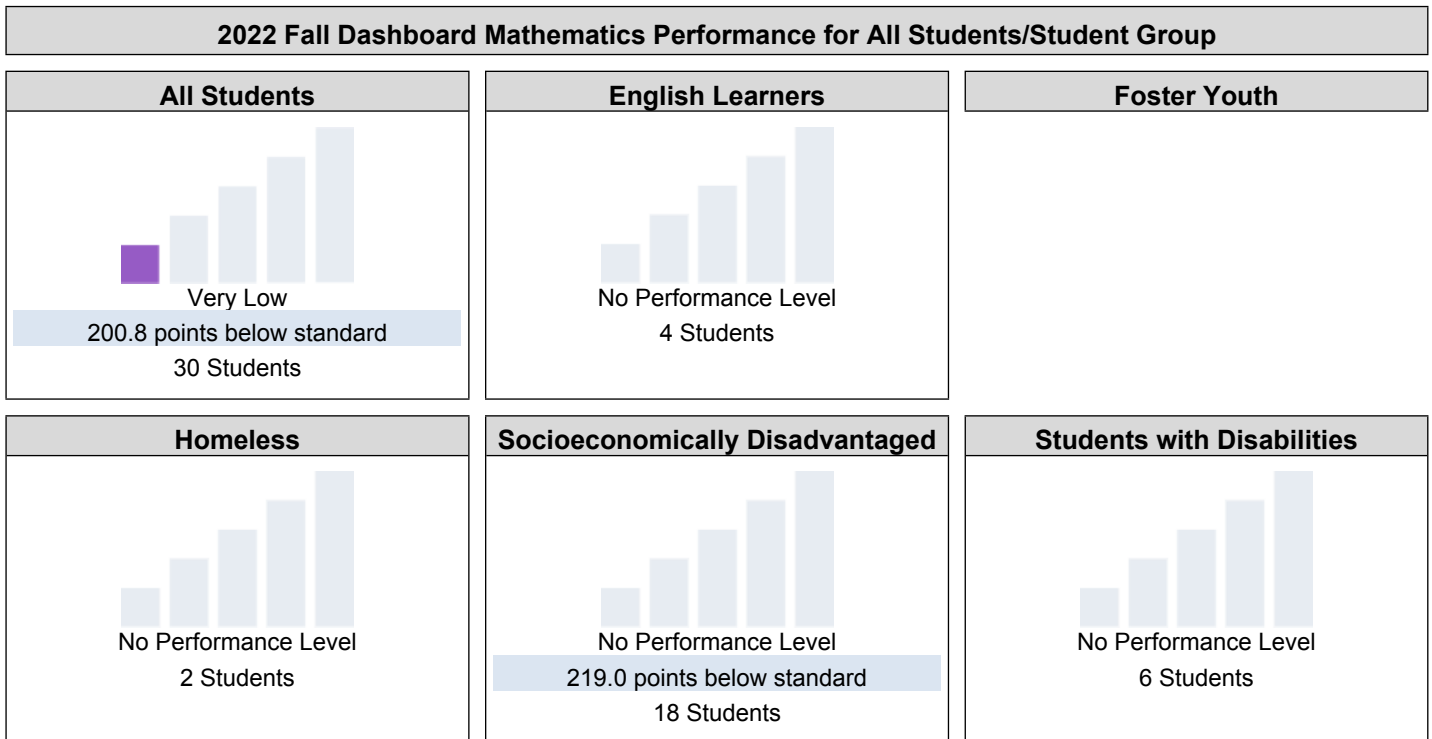 2022 Fall Dashboard Mathematics Performance for All Students/Student Group
All Students
Very Low
200.8 points below standard
30 Students
English Learners
No Performance Level
4 Students
Foster Youth
Homeless
No Performance Level
2 Students
Socioeconomically Disadvantaged
No Performance Level
219.0 points below standard
18 Students
Students with Disabilities
No Performance Level
6 Students